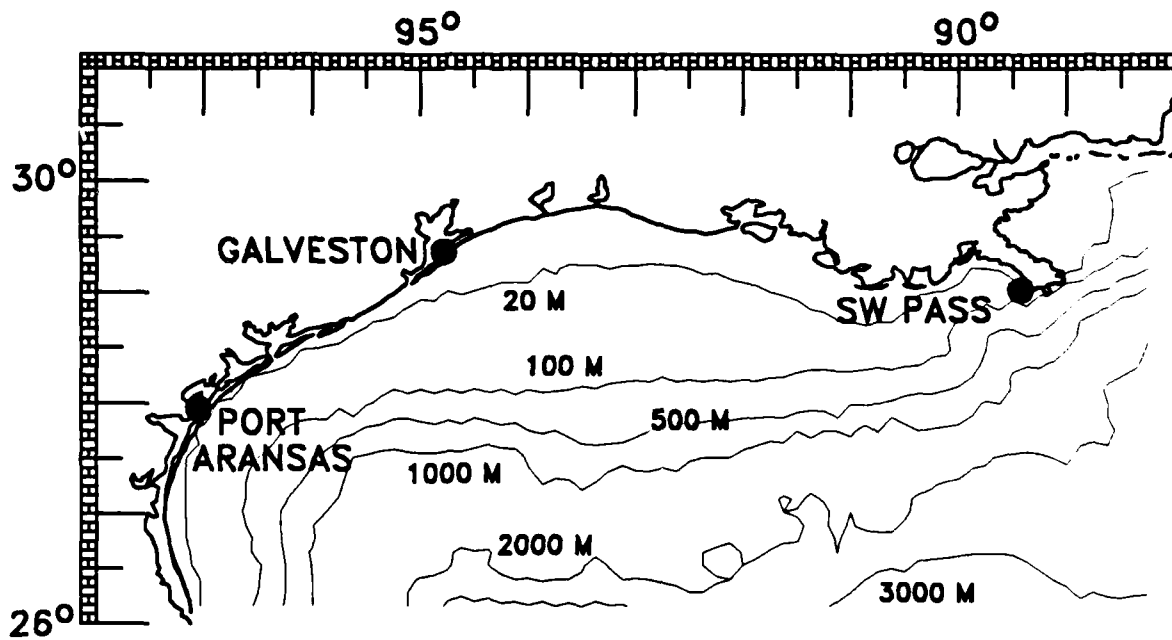 95° 90°
30°
GALVESTON
20 M
SW PASS
100 M
PORT
ARANSAS
500 M
1000 M
2000 M
3000 M
26°